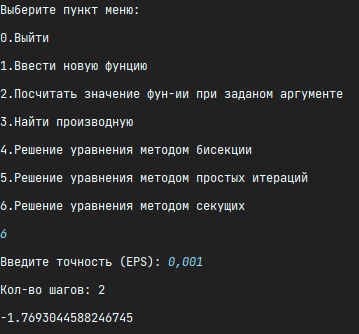 Выберите пункт меню:
0.Выйти
1.Ввести новую фунцию
2.Посчитать значение фун-ии при заданом аргументе
3.Найти производную
4.Решение уравнения методом бисекции
5.Решение уравнения методом простых итераций
6.Решение уравнения методом секущих
6
Введите точность (EPS): 0,001
Кол-во шагов: 2
-1.7693044588246745